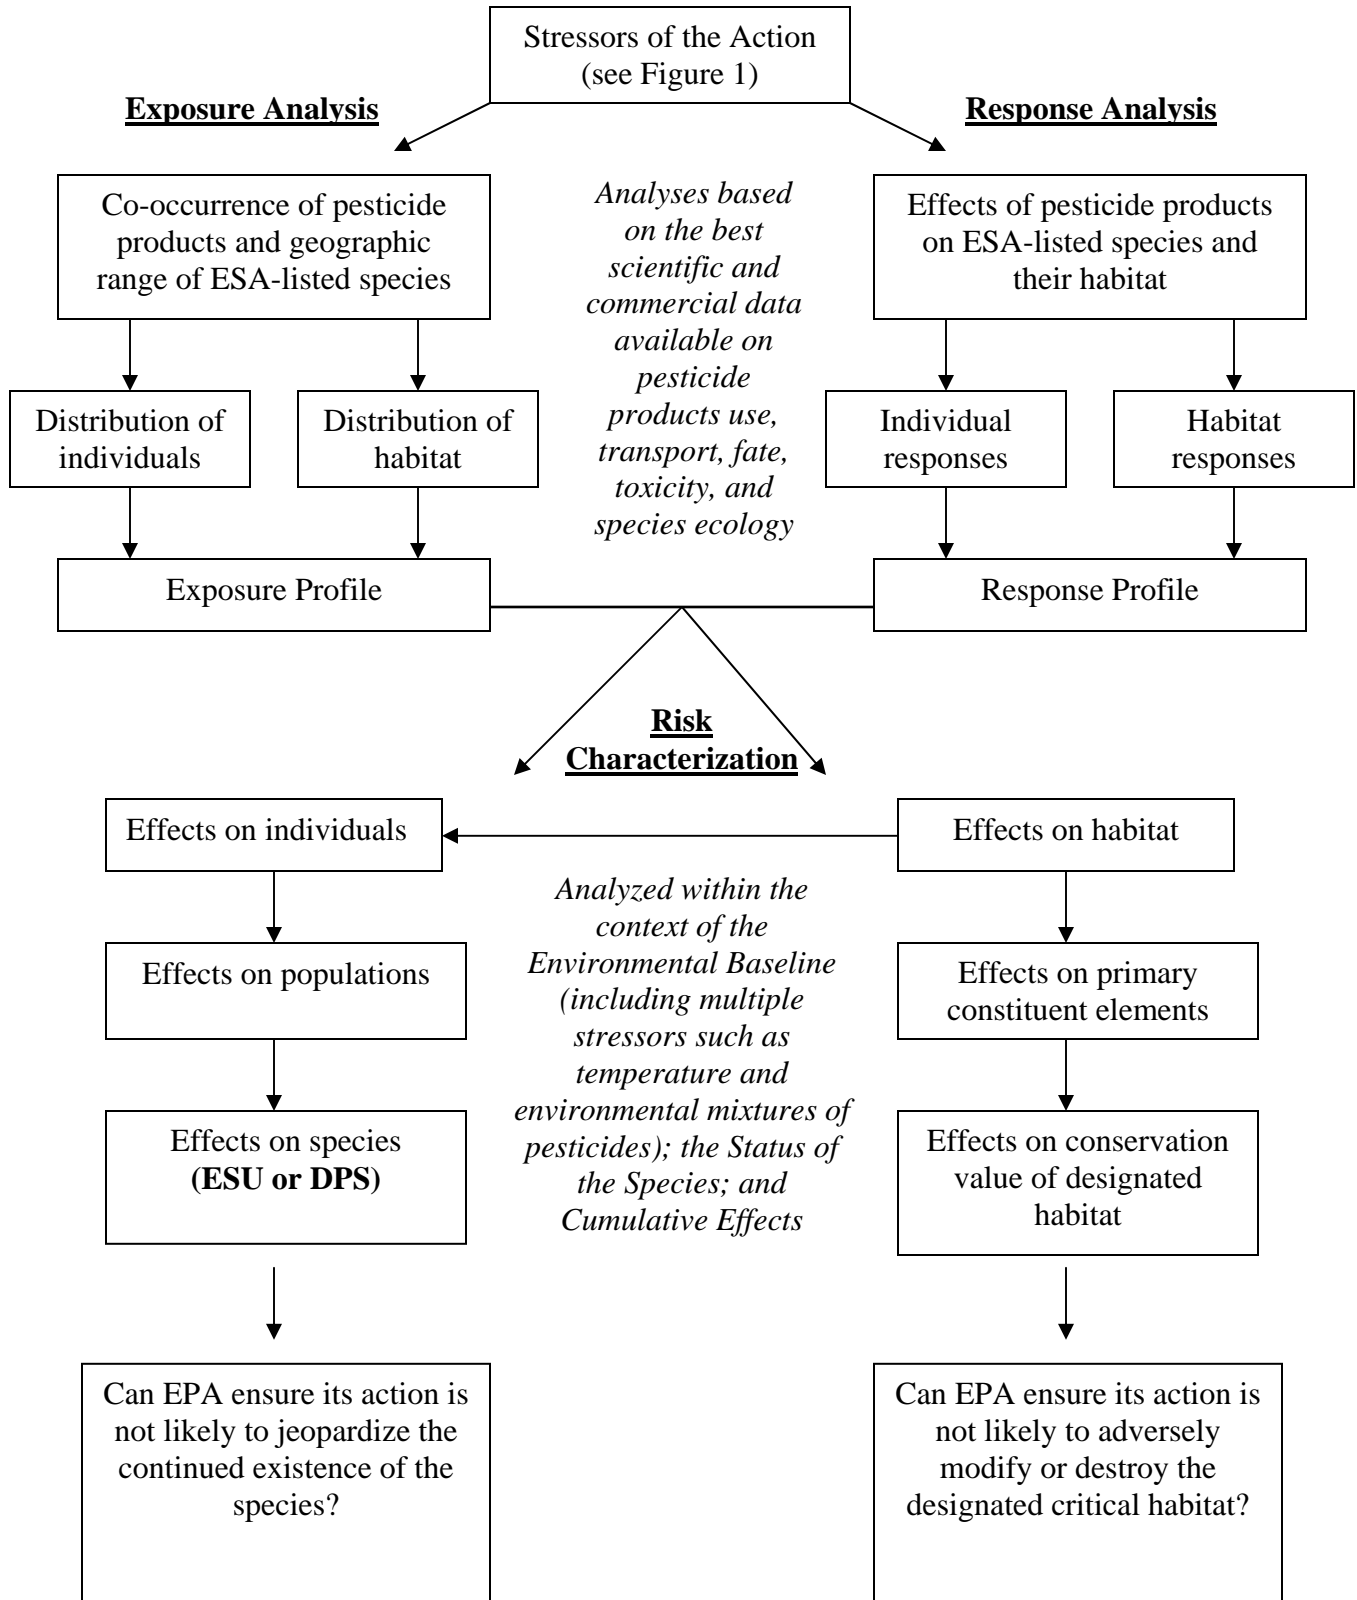 Stressors of the Action
(see Figure 1)
Exposure Analysis
Response Analysis
Co-occurrence of pesticide
products and geographic
range of ESA-listed species
Analyses based
on the best
scientific and
commercial data
available on
pesticide
products use,
transport, fate,
toxicity, and
species ecology
Effects of pesticide products
on ESA-listed species and
their habitat
Distribution of
individuals
Distribution of
habitat
Individual
responses
Habitat
responses
Exposure Profile
Response Profile
Risk
Characterization
Effects on individuals
Effects on habitat
Analyzed within the
context of the
Environmental Baseline
(including multiple
stressors such as
temperature and
environmental mixtures of
pesticides); the Status of
the Species; and
Cumulative Effects
Effects on populations
Effects on primary
constituent elements
Effects on species
(ESU or DPS)
Effects on conservation
value of designated
habitat
Can EPA ensure its action is
not likely to jeopardize the
continued existence of the
species?
Can EPA ensure its action is
not likely to adversely
modify or destroy the
designated critical habitat?